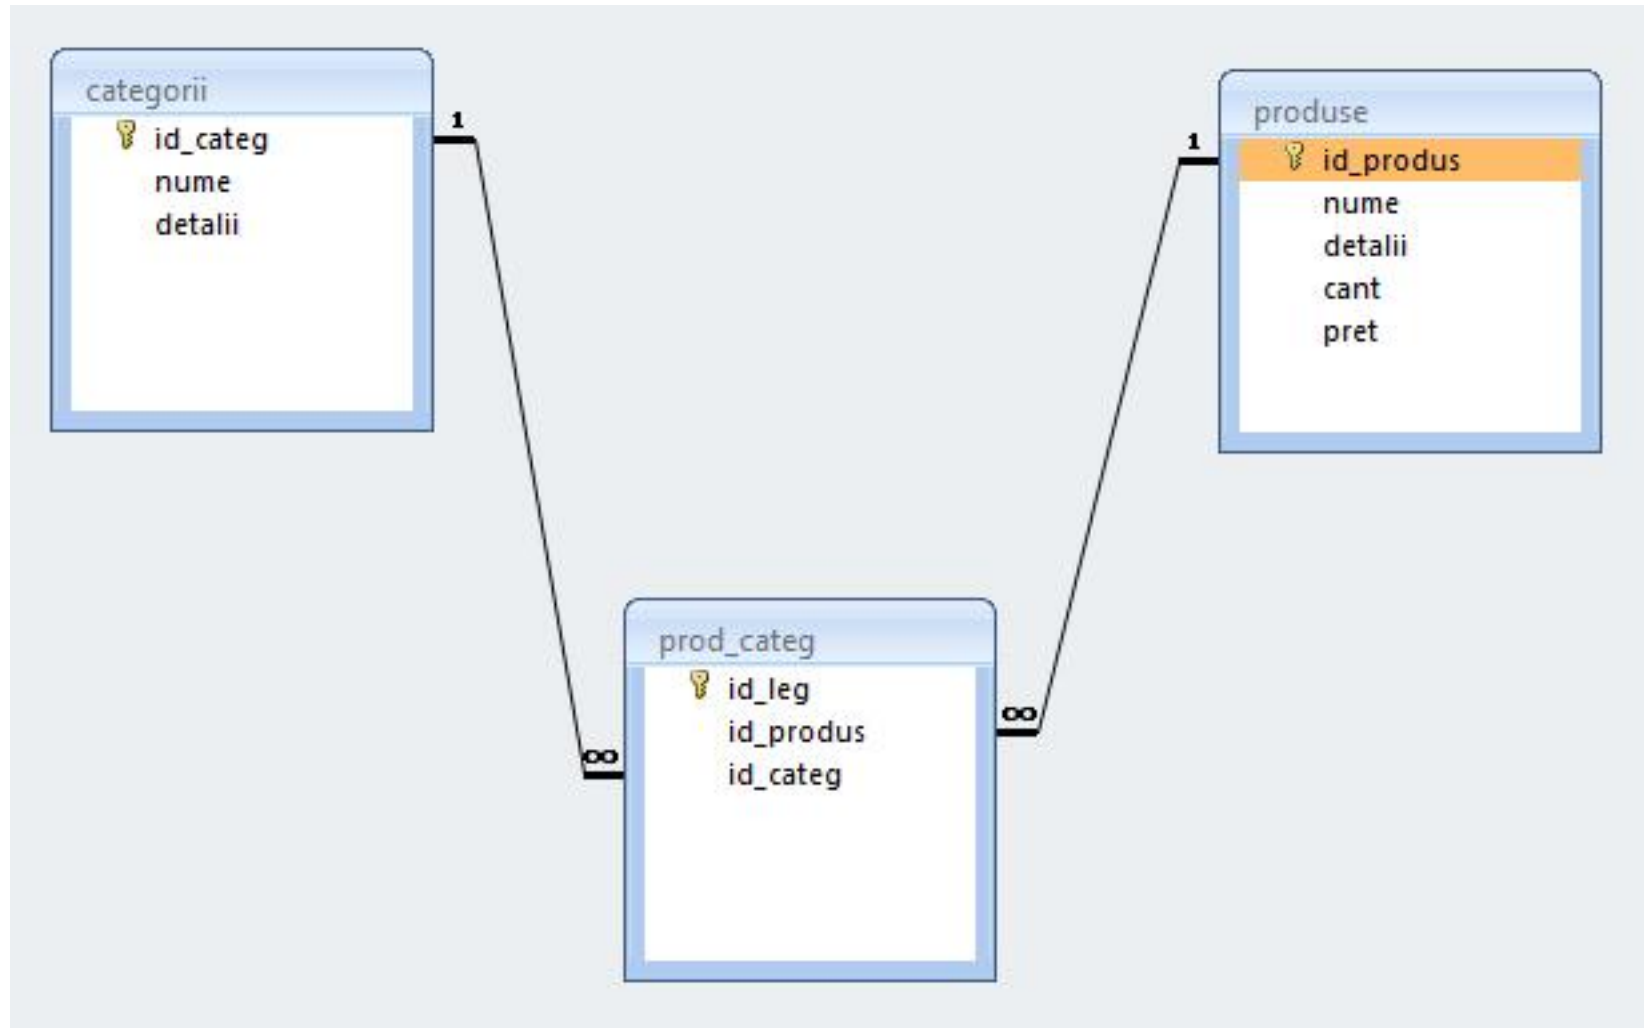 categorii
id_categ
nume
detalii
1
produse
id_produs
nume
detalii
cant
pret
1
prod_categ
id_leg
id_produs
id_categ
∞
∞